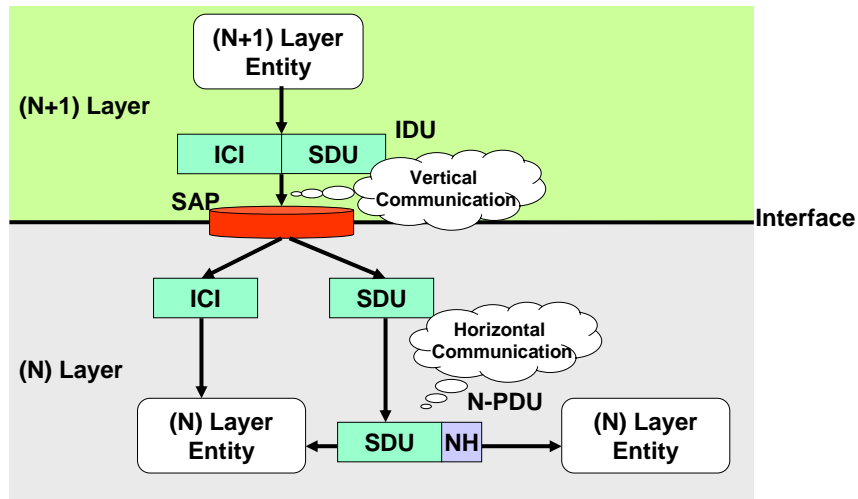 (N+1) Layer
Entity
(N+1) Layer
IDU
ICI
SDU
Vertical
Communication
SAP
Interface
ICI
SDU
Horizontal
Communication
(N) Layer
N-PDU
(N) Layer
Entity
SDU
NH
(N) Layer
Entity